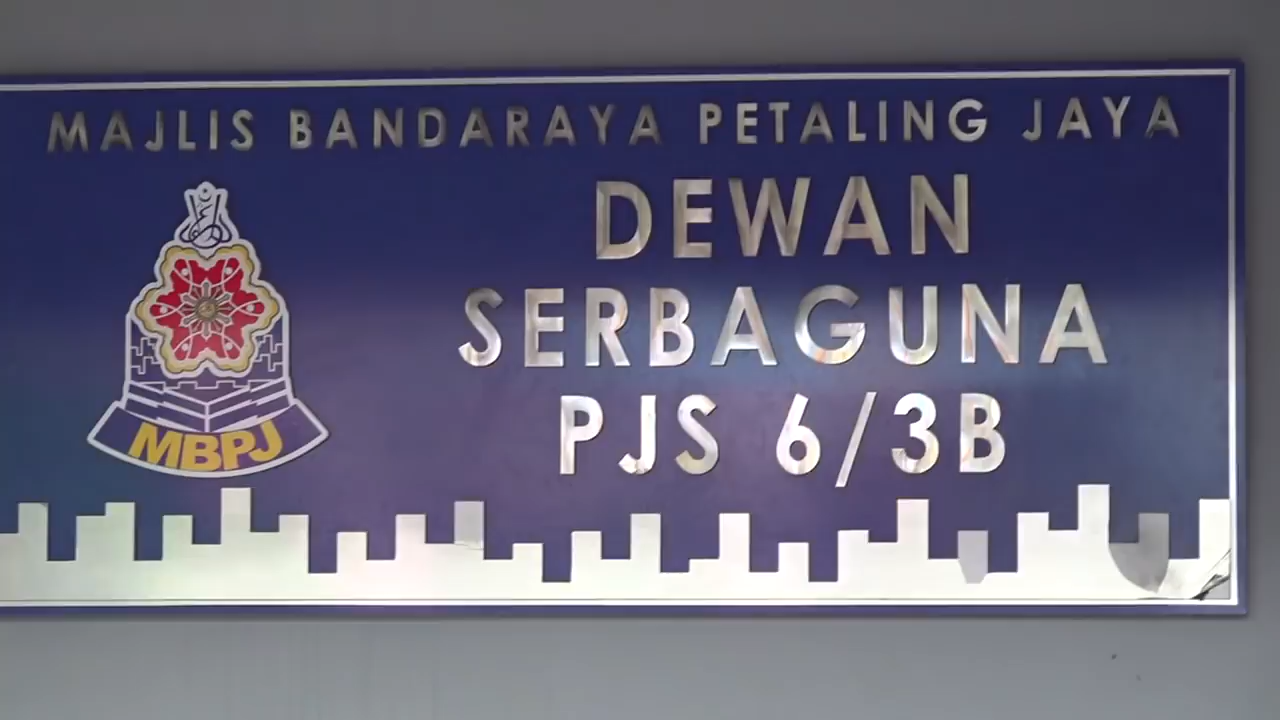 MAJLIS BANDARAYA PETALING JAYA
DEWAN
SERBAGUNA
PJS 6/3B
MBPJ